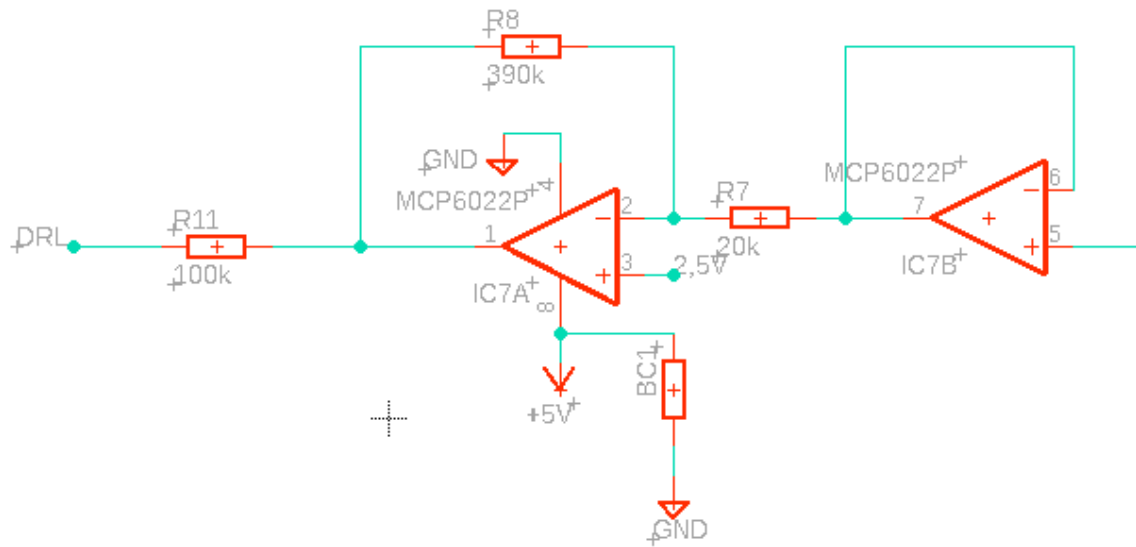 R8
390k
GND
4
MCP6022P
2
R7
MCP6022P
6
7
R11
DRL
1
100k
3
2,5V
20k
5
IC7A
8
IC7B
BC1
+5V
GND